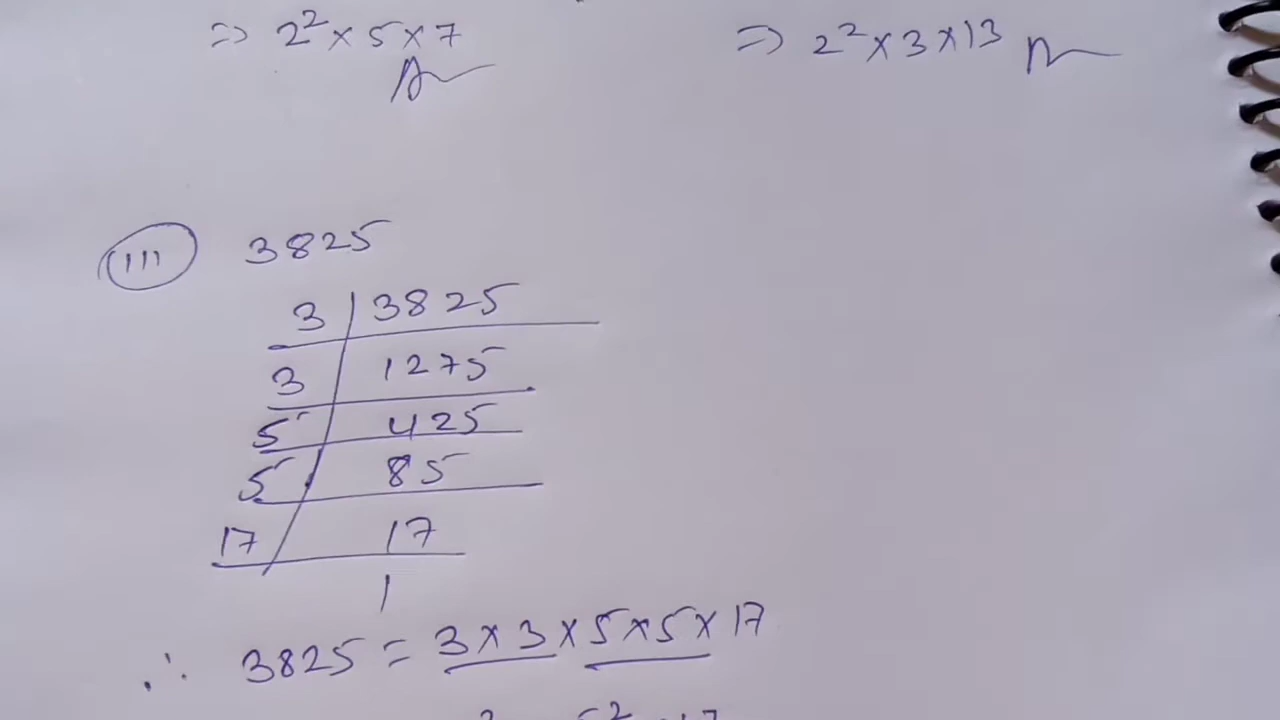 ⇒ 2² × 5 × 7
⇒ 2² × 3 × 13
(iii) 3825
3 | 3825
3 | 1275
5 | 425
5 | 85
17 | 17
1
∴ 3825 = 3 × 3 × 5 × 5 × 17